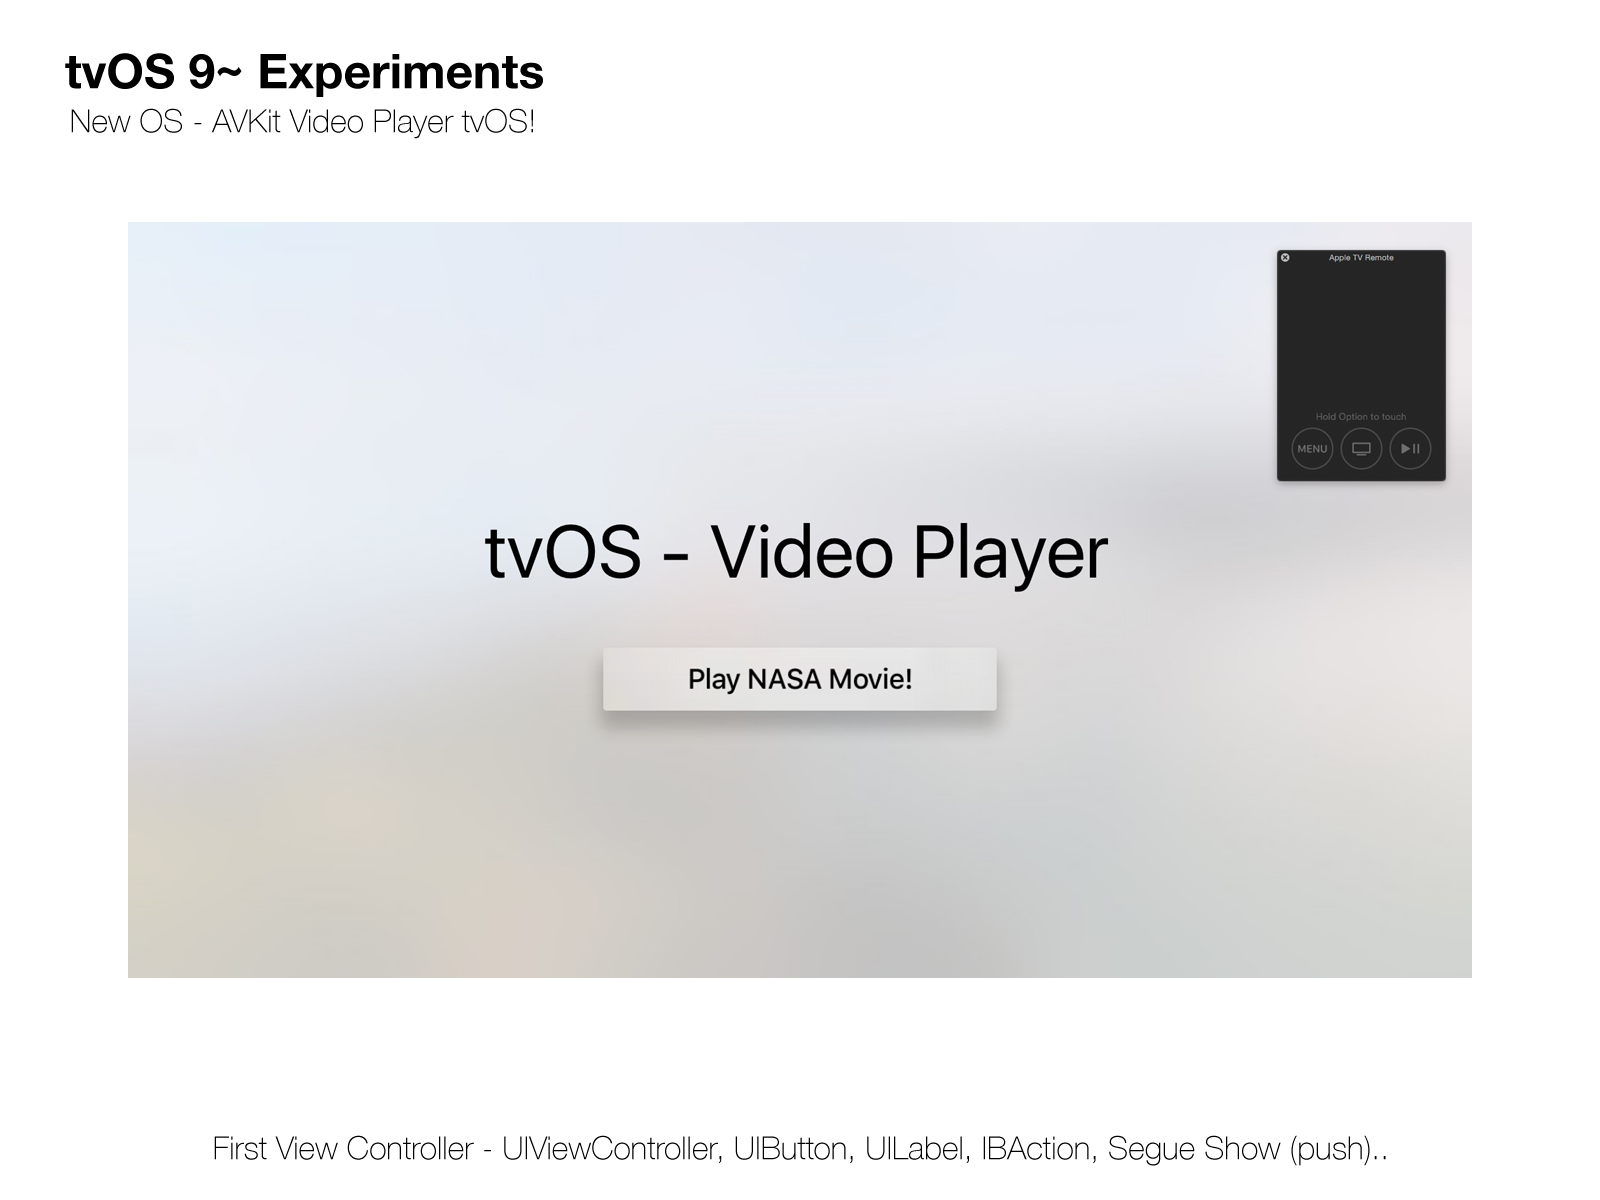 tvOS 9~ Experiments
New OS - AVKit Video Player tvOS!
Apple TV Remote
Hold Option to touch
MENU
tvOS - Video Player
Play NASA Movie!
First View Controller - UIViewController, UIButton, UILabel, IBAction, Segue Show (push)..